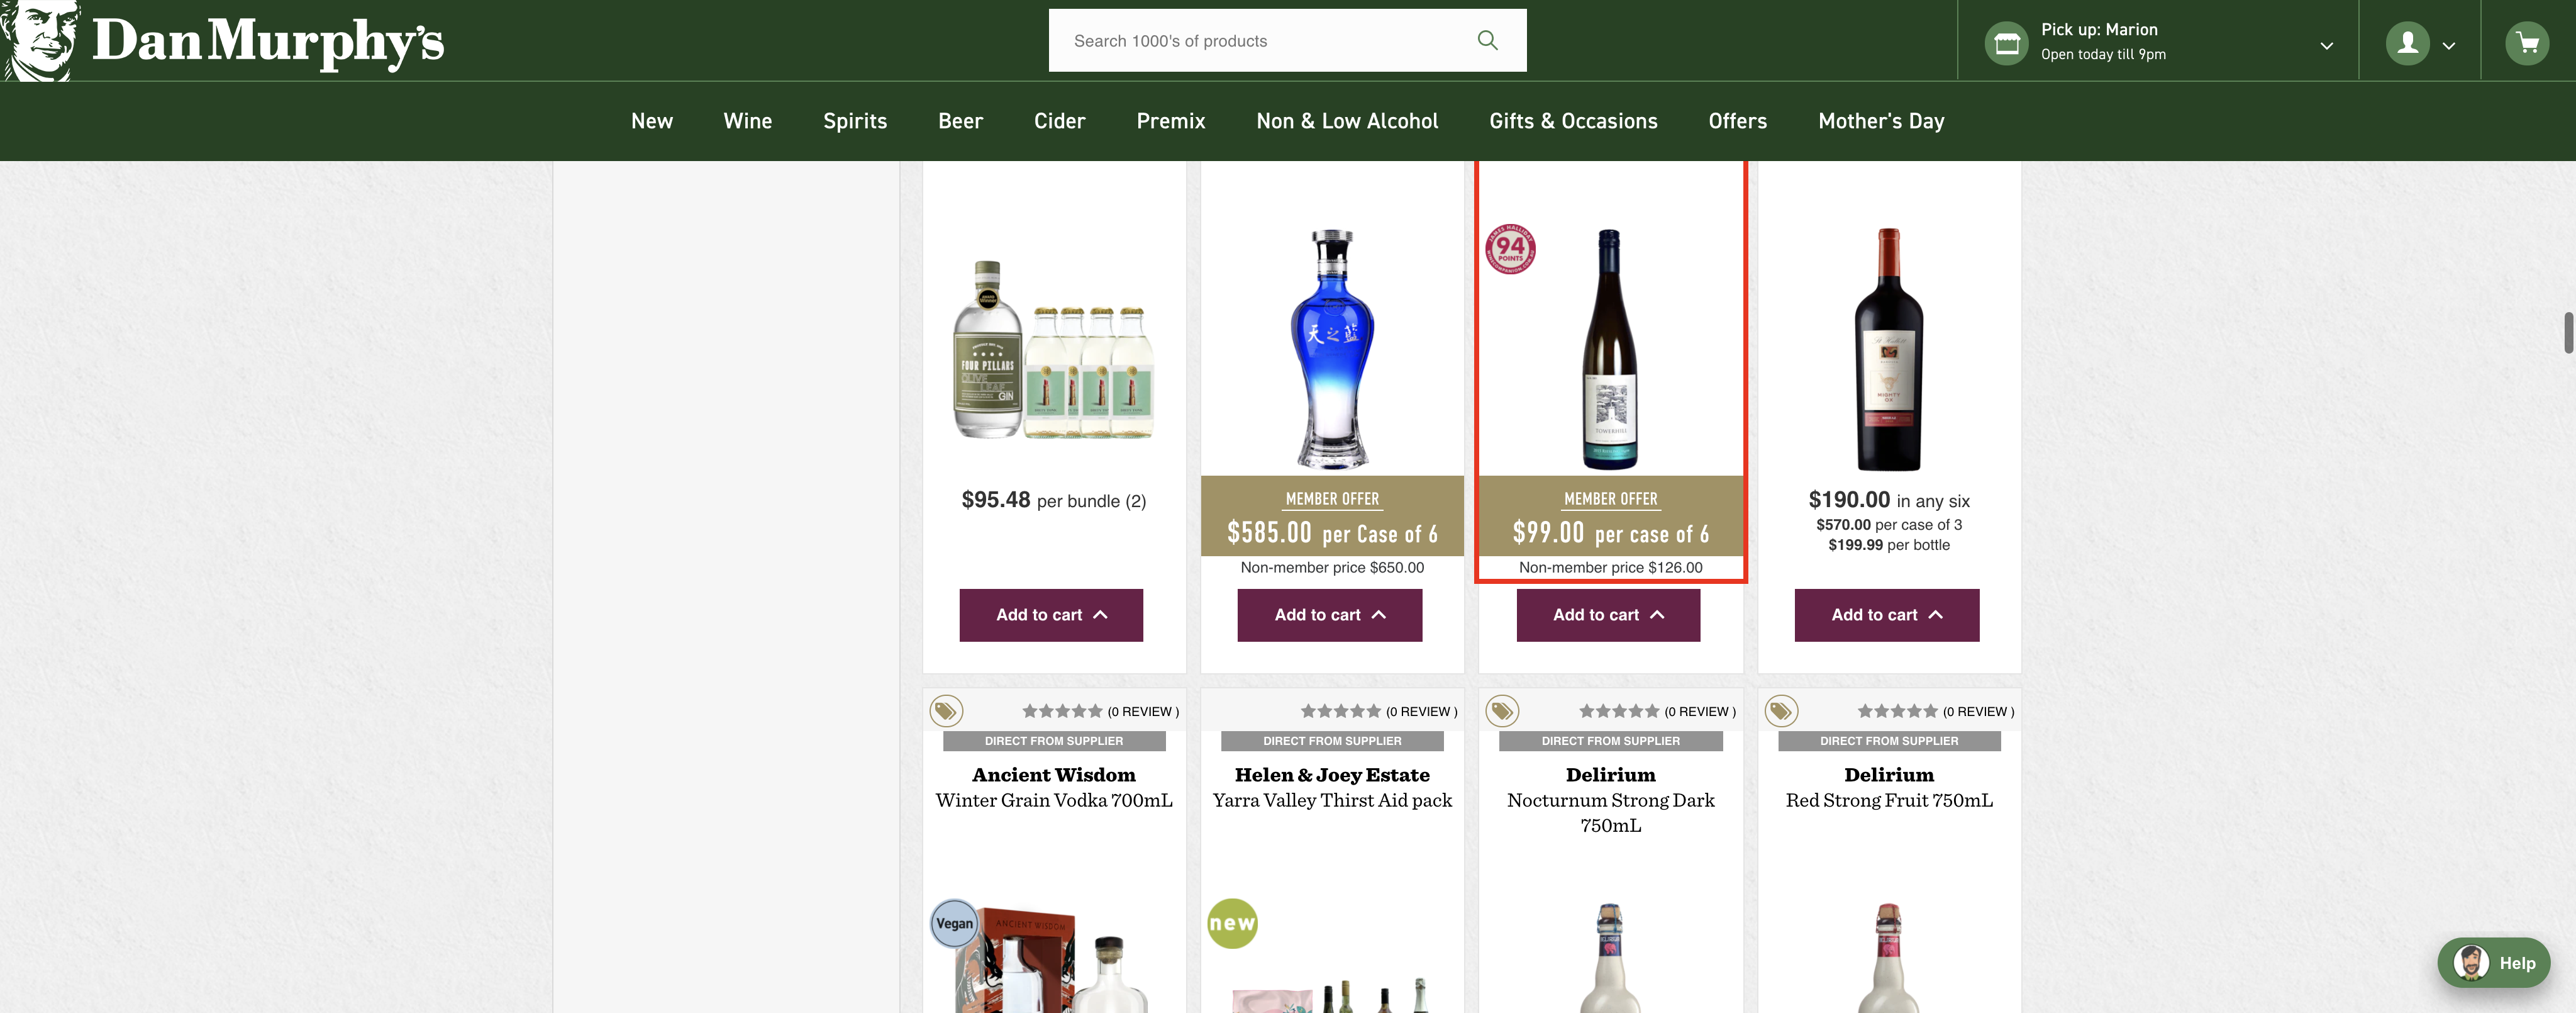 Dan Murphy's
Search 1000's of products
Pick up: Marion
Open today till 9pm
New Wine Spirits Beer Cider Premix Non & Low Alcohol Gifts & Occasions Offers Mother's Day
FOUR PILLARS
OLIVE
LEAF
GIN
天之蓝
94
POINTS
TOWERHILL
MIGHTY
OX
$95.48 per bundle (2)
MEMBER OFFER
$585.00 per Case of 6
Non-member price $650.00
MEMBER OFFER
$99.00 per case of 6
Non-member price $126.00
$190.00 in any six
$570.00 per case of 3
$199.99 per bottle
Add to cart
Add to cart
Add to cart
Add to cart
(0 REVIEW )
DIRECT FROM SUPPLIER
Ancient Wisdom
Winter Grain Vodka 700mL
Vegan
ANCIENT WISDOM
(0 REVIEW )
DIRECT FROM SUPPLIER
Helen & Joey Estate
Yarra Valley Thirst Aid pack
new
(0 REVIEW )
DIRECT FROM SUPPLIER
Delirium
Nocturnum Strong Dark
750mL
(0 REVIEW )
DIRECT FROM SUPPLIER
Delirium
Red Strong Fruit 750mL
Help